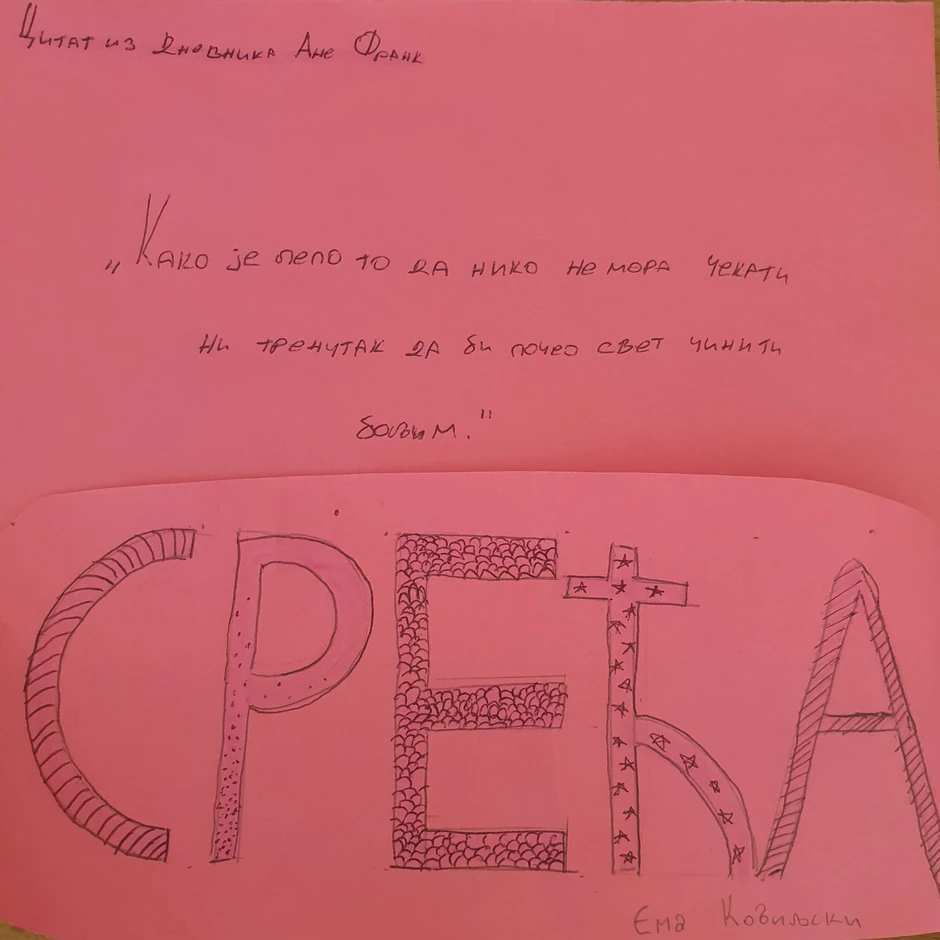 Цитат из Дневника Ане Франк
„Како је лепо то да нико не мора чекати
ни тренутак да би почео свет чинити
бољим."
СРЕЋА
Ема Ковиљски